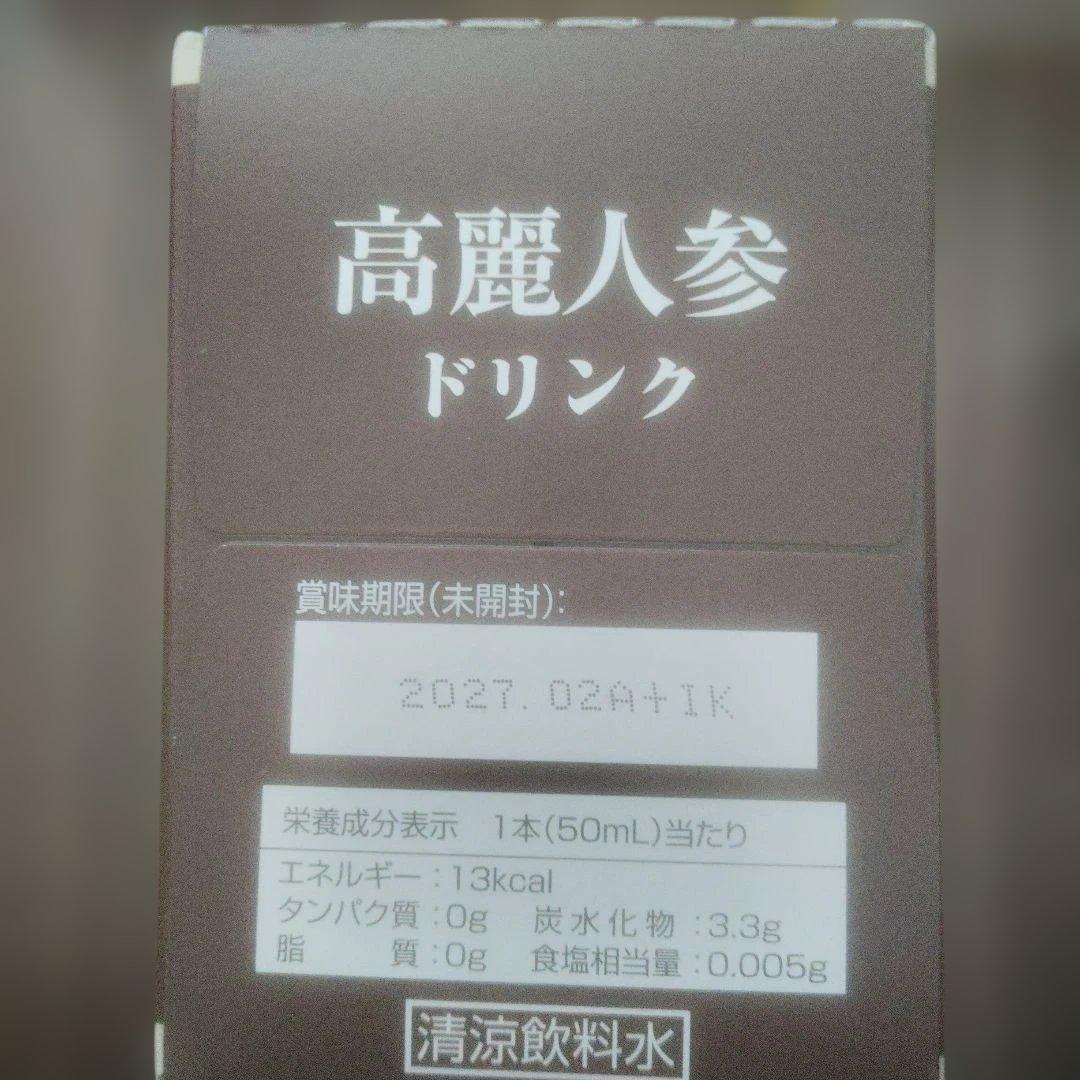 高麗人参
ドリンク
賞味期限(未開封):
2027.02A+IK
栄養成分表示 1本(50mL)当たり
エネルギー:13kcal
タンパク質:0g 炭水化物:3.3g
脂 質:0g 食塩相当量:0.005g
清涼飲料水